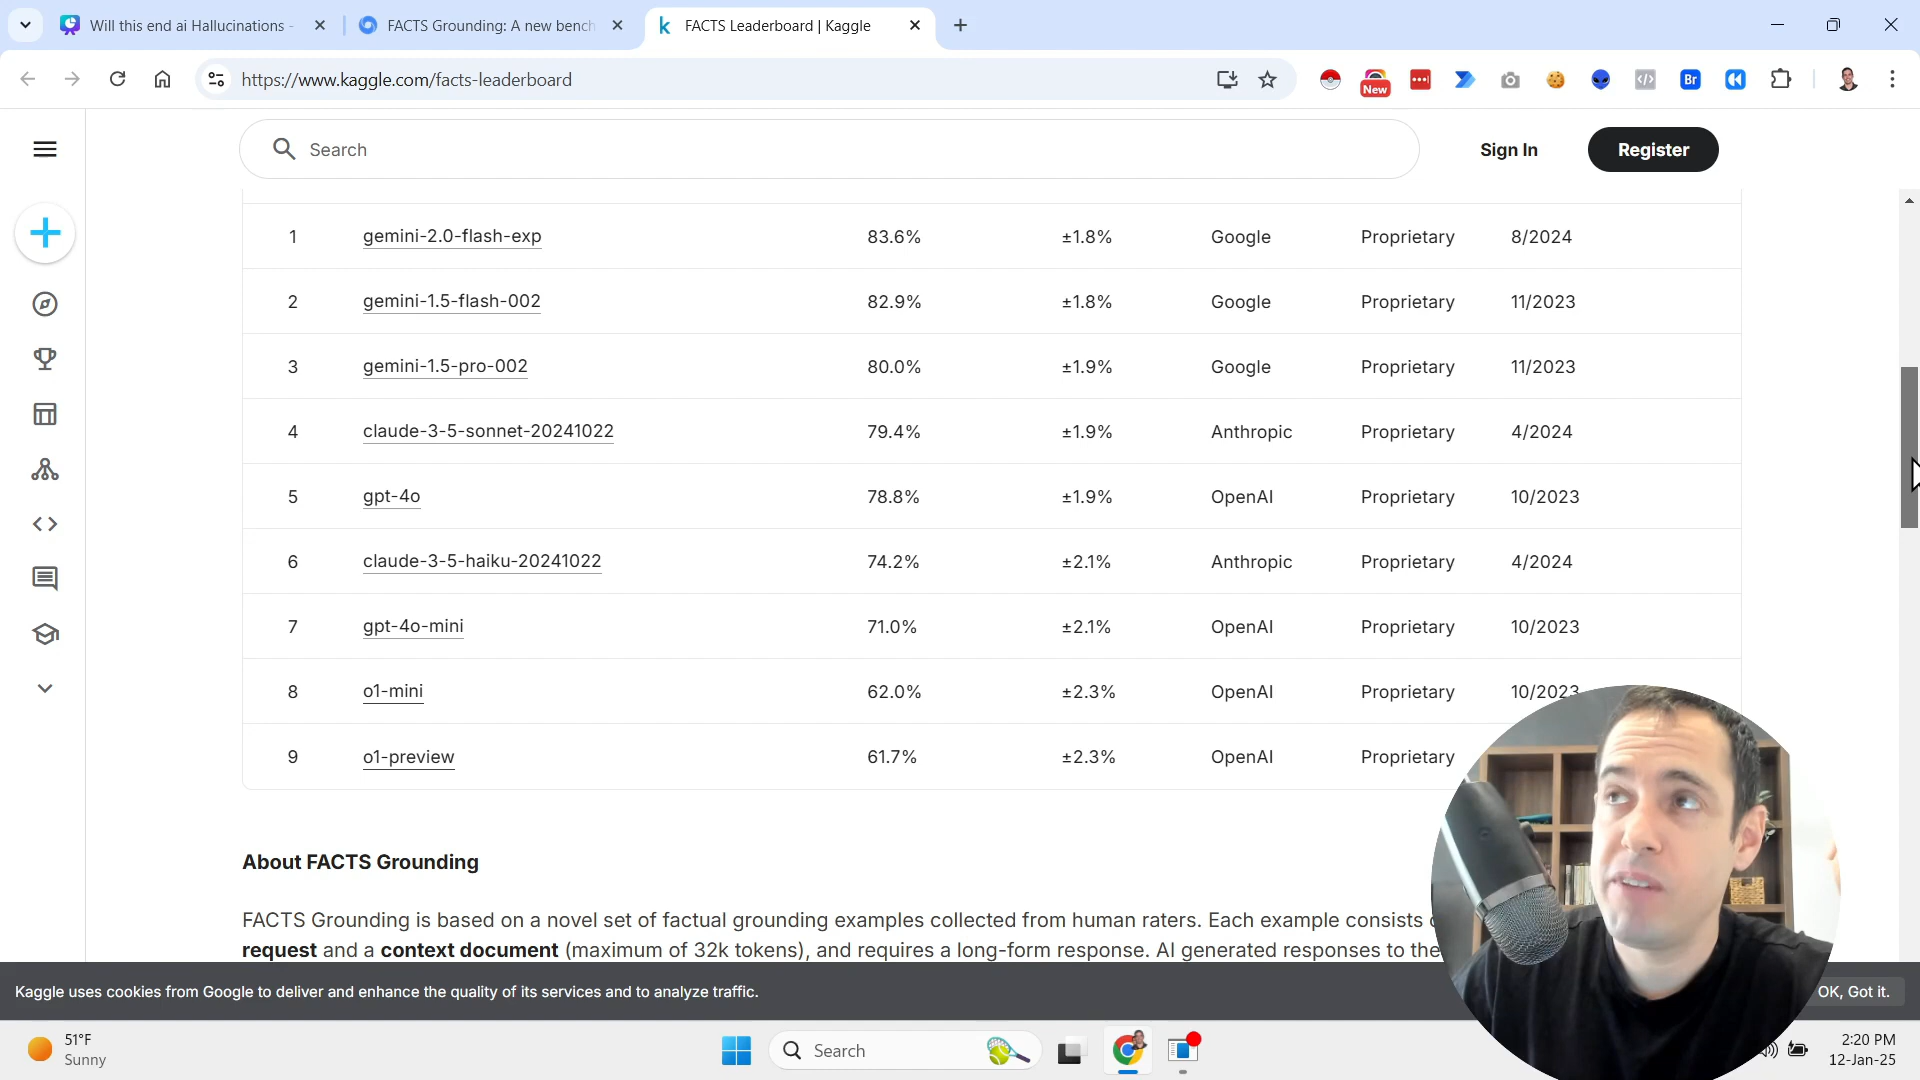 Will this end ai Hallucinations -
FACTS Grounding: A new bench
FACTS Leaderboard | Kaggle
https://www.kaggle.com/facts-leaderboard
New
Br
Search
Sign In
Register
1 gemini-2.0-flash-exp 83.6% ±1.8% Google Proprietary 8/2024
2 gemini-1.5-flash-002 82.9% ±1.8% Google Proprietary 11/2023
3 gemini-1.5-pro-002 80.0% ±1.9% Google Proprietary 11/2023
4 claude-3-5-sonnet-20241022 79.4% ±1.9% Anthropic Proprietary 4/2024
5 gpt-4o 78.8% ±1.9% OpenAI Proprietary 10/2023
6 claude-3-5-haiku-20241022 74.2% ±2.1% Anthropic Proprietary 4/2024
7 gpt-4o-mini 71.0% ±2.1% OpenAI Proprietary 10/2023
8 o1-mini 62.0% ±2.3% OpenAI Proprietary 10/2023
9 o1-preview 61.7% ±2.3% OpenAI Proprietary
About FACTS Grounding
FACTS Grounding is based on a novel set of factual grounding examples collected from human raters. Each example consists
request and a context document (maximum of 32k tokens), and requires a long-form response. AI generated responses to the
Kaggle uses cookies from Google to deliver and enhance the quality of its services and to analyze traffic.
OK, Got it.
51°F
Sunny
Search
2:20 PM
12-Jan-25